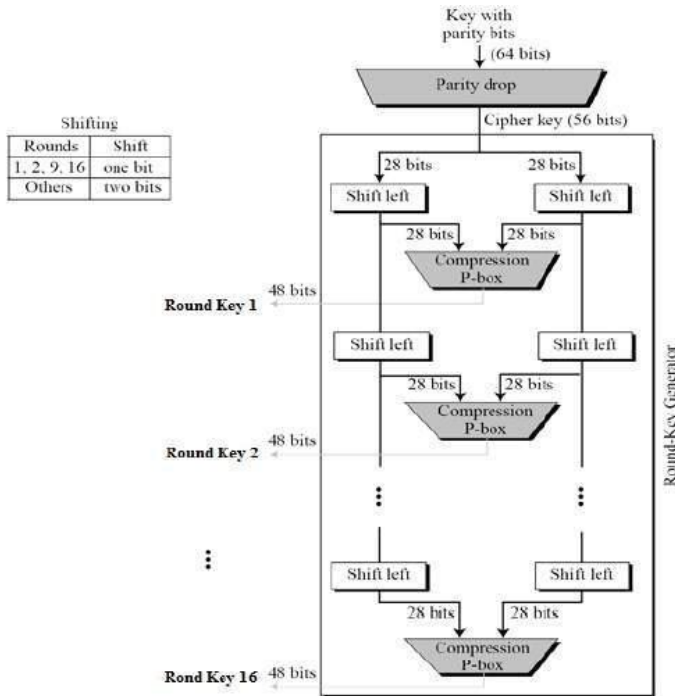 Key with
parity bits
(64 bits)
Parity drop
Cipher key (56 bits)
Shifting
Rounds Shift
1, 2, 9, 16 one bit
Others two bits
28 bits 28 bits
Shift left Shift left
28 bits 28 bits
Compression
P-box
48 bits
Round Key 1
Shift left Shift left
28 bits 28 bits
Compression
P-box
48 bits
Round Key 2
Round-Key Generator
Shift left Shift left
28 bits 28 bits
Compression
P-box
48 bits
Rond Key 16